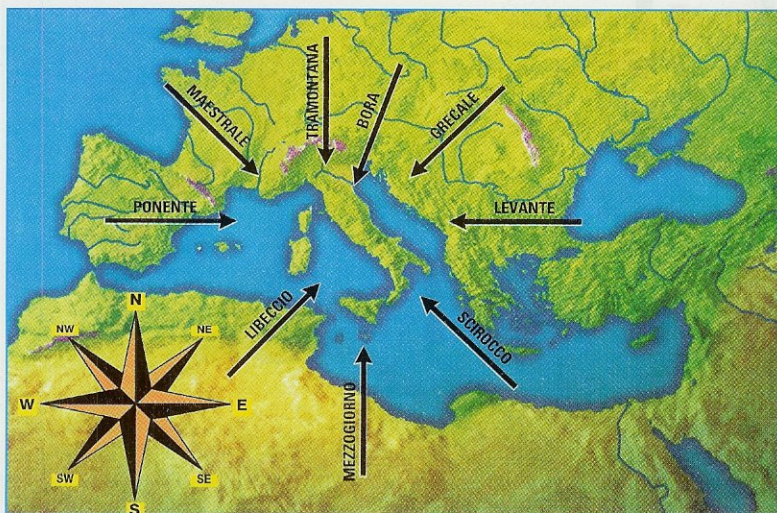 MAESTRALE
TRAMONTANA
BORA
GRECALE
PONENTE
LEVANTE
LIBECCIO
SCIROCCO
MEZZOGIORNO
N
NW
NE
W
E
SW
SE
S